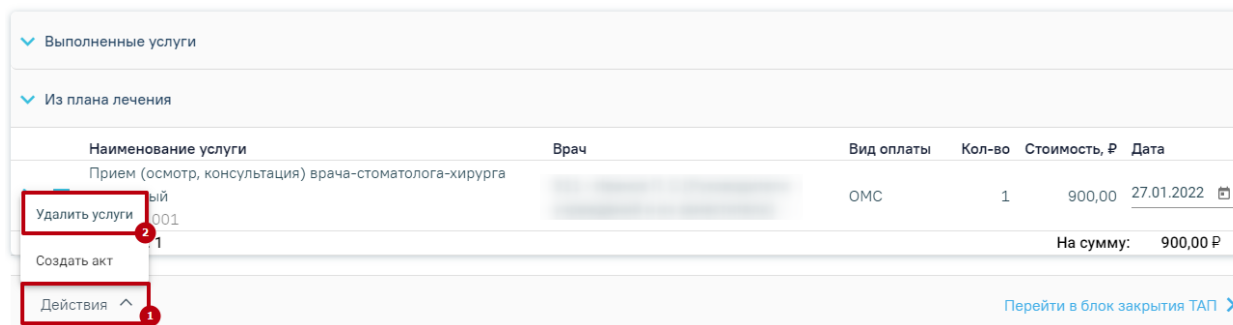 Выполненные услуги
Из плана лечения
Наименование услуги Врач Вид оплаты Кол-во Стоимость, ₽ Дата
Прием (осмотр, консультация) врача-стоматолога-хирурга
ый ОМС 1 900,00 27.01.2022
Удалить услуги 001
2
1 На сумму: 900,00 ₽
Создать акт
Действия Перейти в блок закрытия ТАП
1